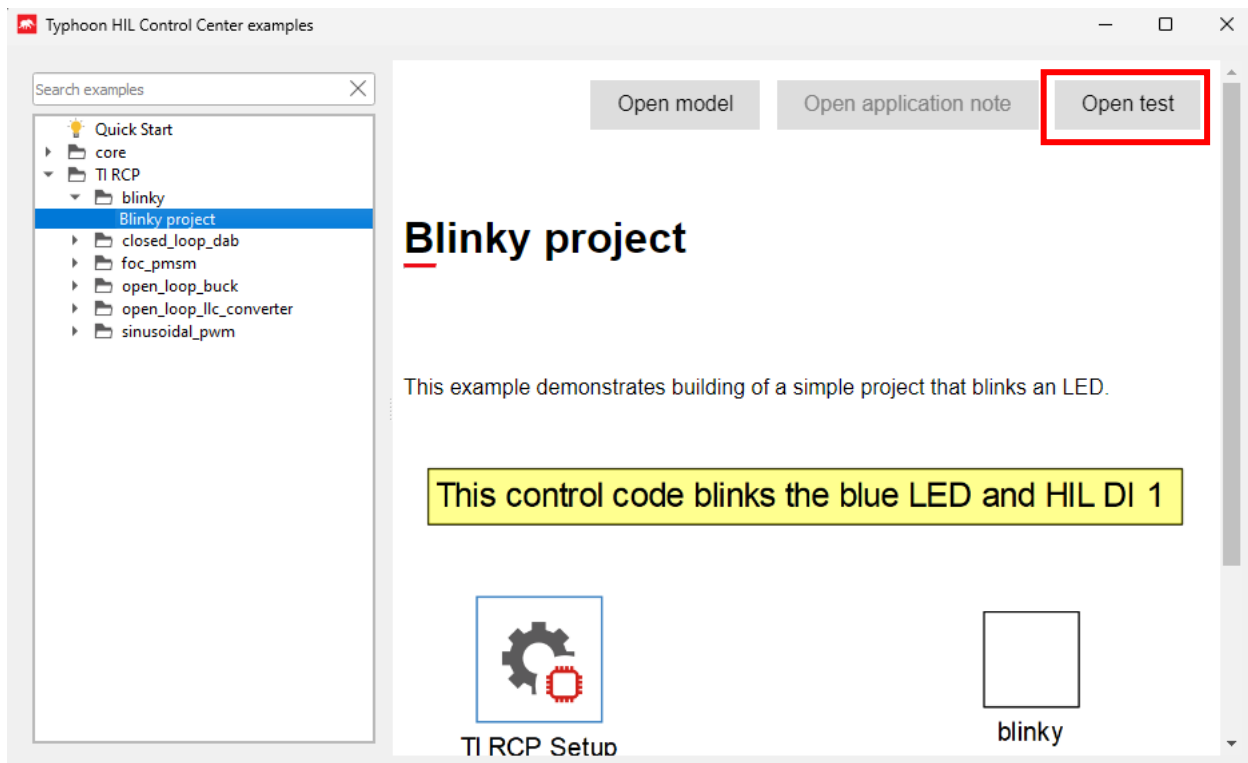 Typhoon HIL Control Center examples
Search examples
Quick Start
core
TI RCP
blinky
Blinky project
closed_loop_dab
foc_pmsm
open_loop_buck
open_loop_llc_converter
sinusoidal_pwm
Open model Open application note Open test
Blinky project
This example demonstrates building of a simple project that blinks an LED.
This control code blinks the blue LED and HIL DI 1
TI RCP Setup
blinky